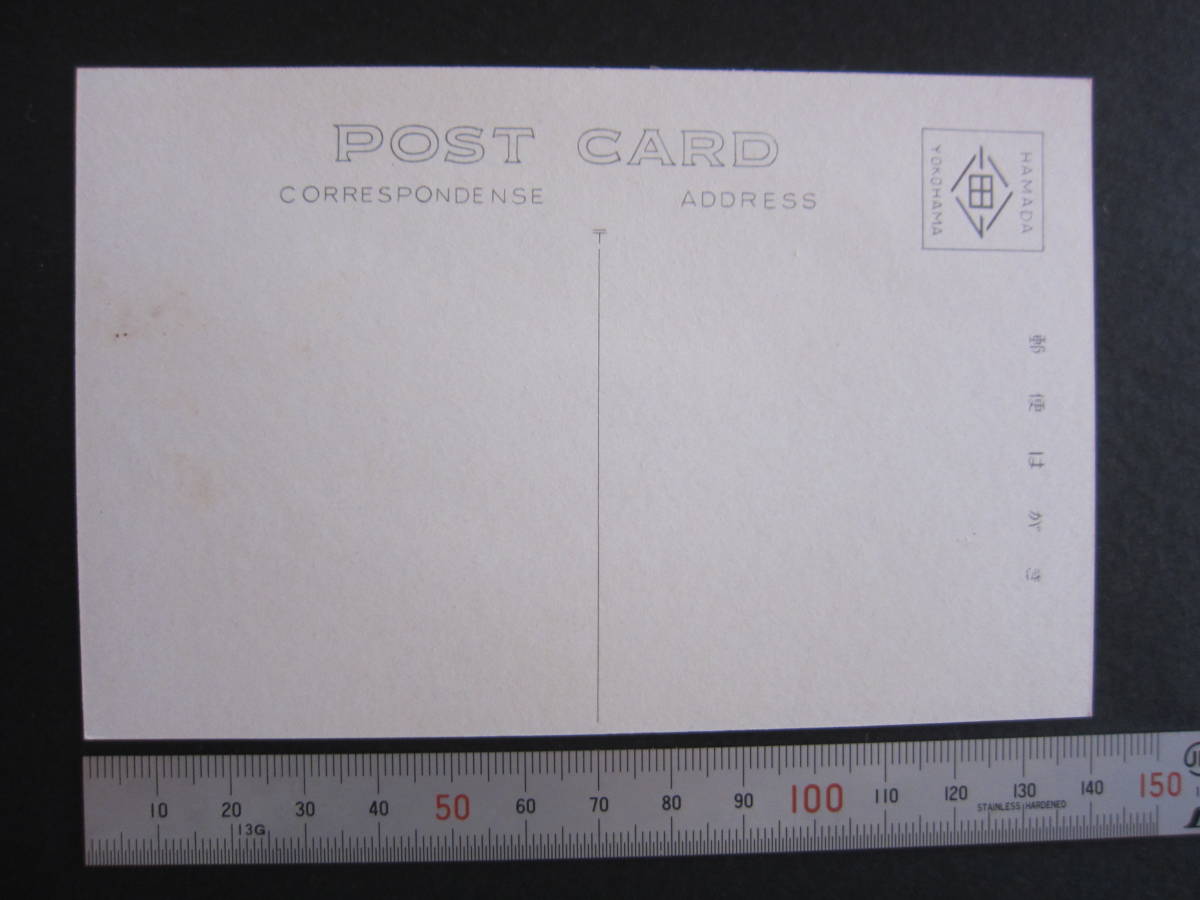 POST CARD
CORRESPONDENSE
ADDRESS
HAMADA
田
YOKOHAMA
〒
郵便はがき
10 20 30 40 50 60 70 80 90 100 110 120 130 140 150
13G
STAINLESS HARDENED